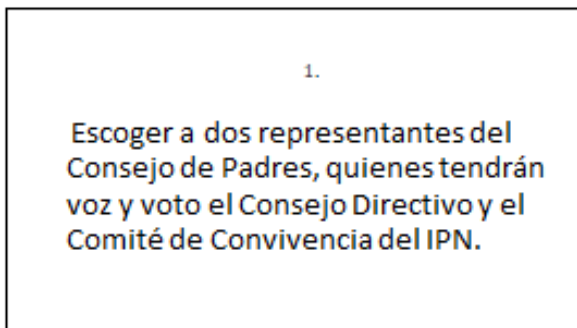 1.
Escoger a dos representantes del
Consejo de Padres, quienes tendrán
voz y voto el Consejo Directivo y el
Comité de Convivencia del IPN.